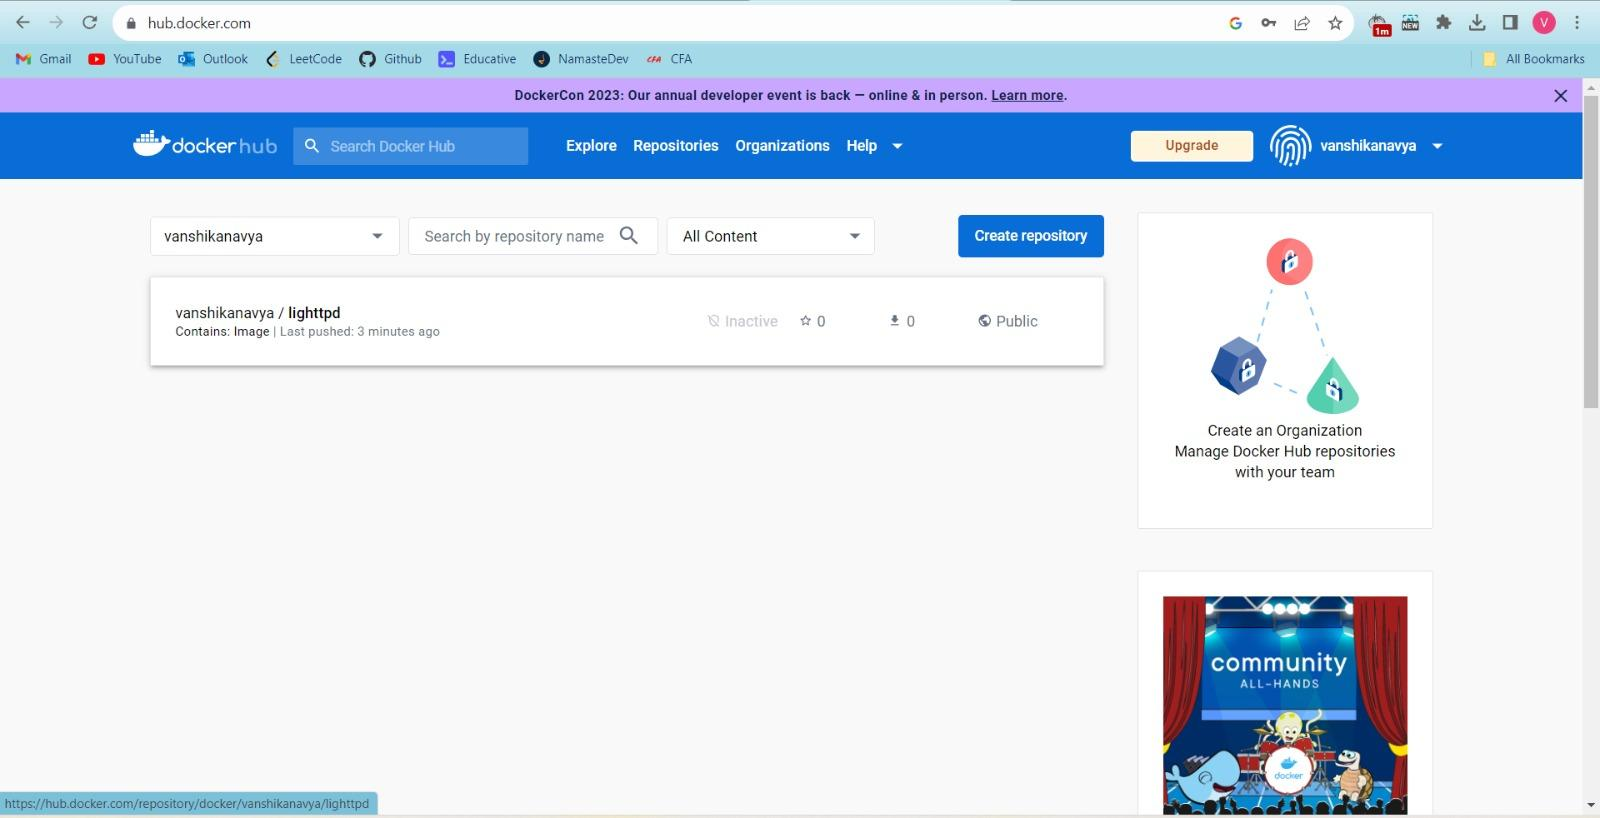 hub.docker.com
1m
NEW
V
Gmail
YouTube
Outlook
LeetCode
Github
Educative
NamasteDev
CFA
CFA
All Bookmarks
DockerCon 2023: Our annual developer event is back — online & in person. Learn more.
docker hub
Search Docker Hub
Explore
Repositories
Organizations
Help
Upgrade
vanshikanavya
vanshikanavya
Search by repository name
All Content
Create repository
vanshikanavya / lighttpd
Contains: Image | Last pushed: 3 minutes ago
Inactive
0
0
Public
Create an Organization
Manage Docker Hub repositories
with your team
community
ALL-HANDS
docker
https://hub.docker.com/repository/docker/vanshikanavya/lighttpd